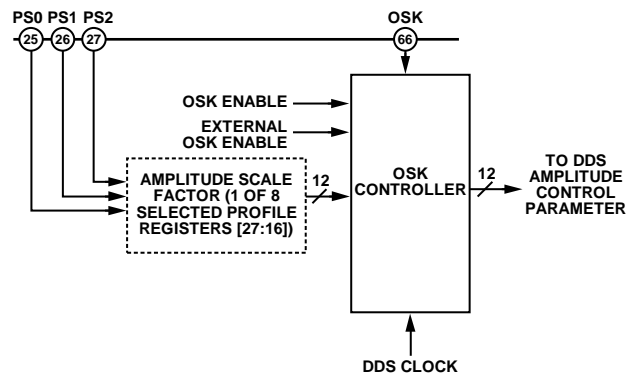 PS0 PS1 PS2 OSK
25 26 27 66
OSK ENABLE
EXTERNAL
OSK ENABLE
AMPLITUDE SCALE
FACTOR (1 OF 8
SELECTED PROFILE
REGISTERS [27:16])
12
OSK
CONTROLLER
12
TO DDS
AMPLITUDE
CONTROL
PARAMETER
DDS CLOCK